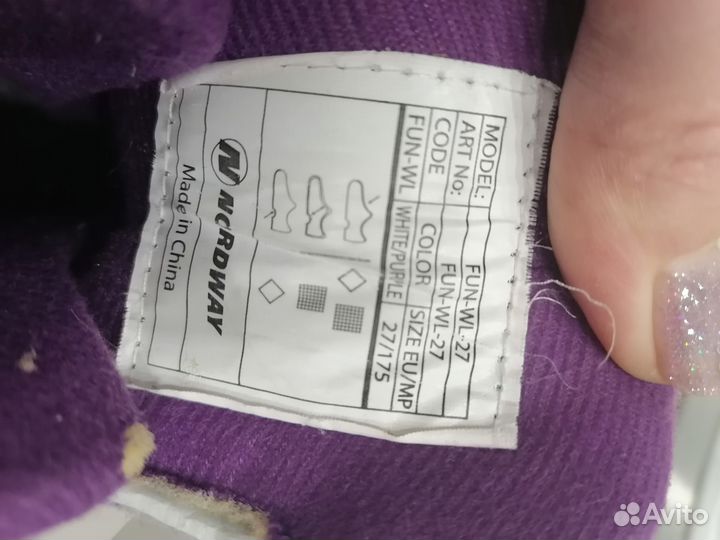 MODEL: FUN-WL-27
ART No: FUN-WL-27
CODE COLOR SIZE EU/MP
FUN-WL WHITE/PURPLE 27/175
NORDWAY
Made in China
Avito